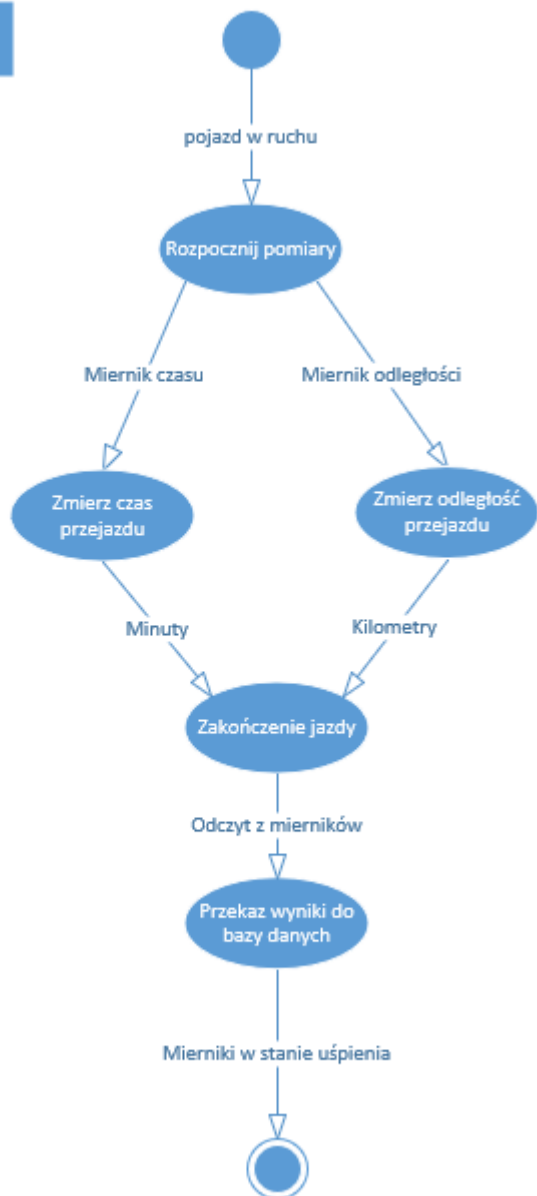 pojazd w ruchu
Rozpocznij pomiary
Miernik czasu
Miernik odległości
Zmierz czas
przejazdu
Zmierz odległość
przejazdu
Minuty
Kilometry
Zakończenie jazdy
Odczyt z mierników
Przekaz wyniki do
bazy danych
Mierniki w stanie uśpienia